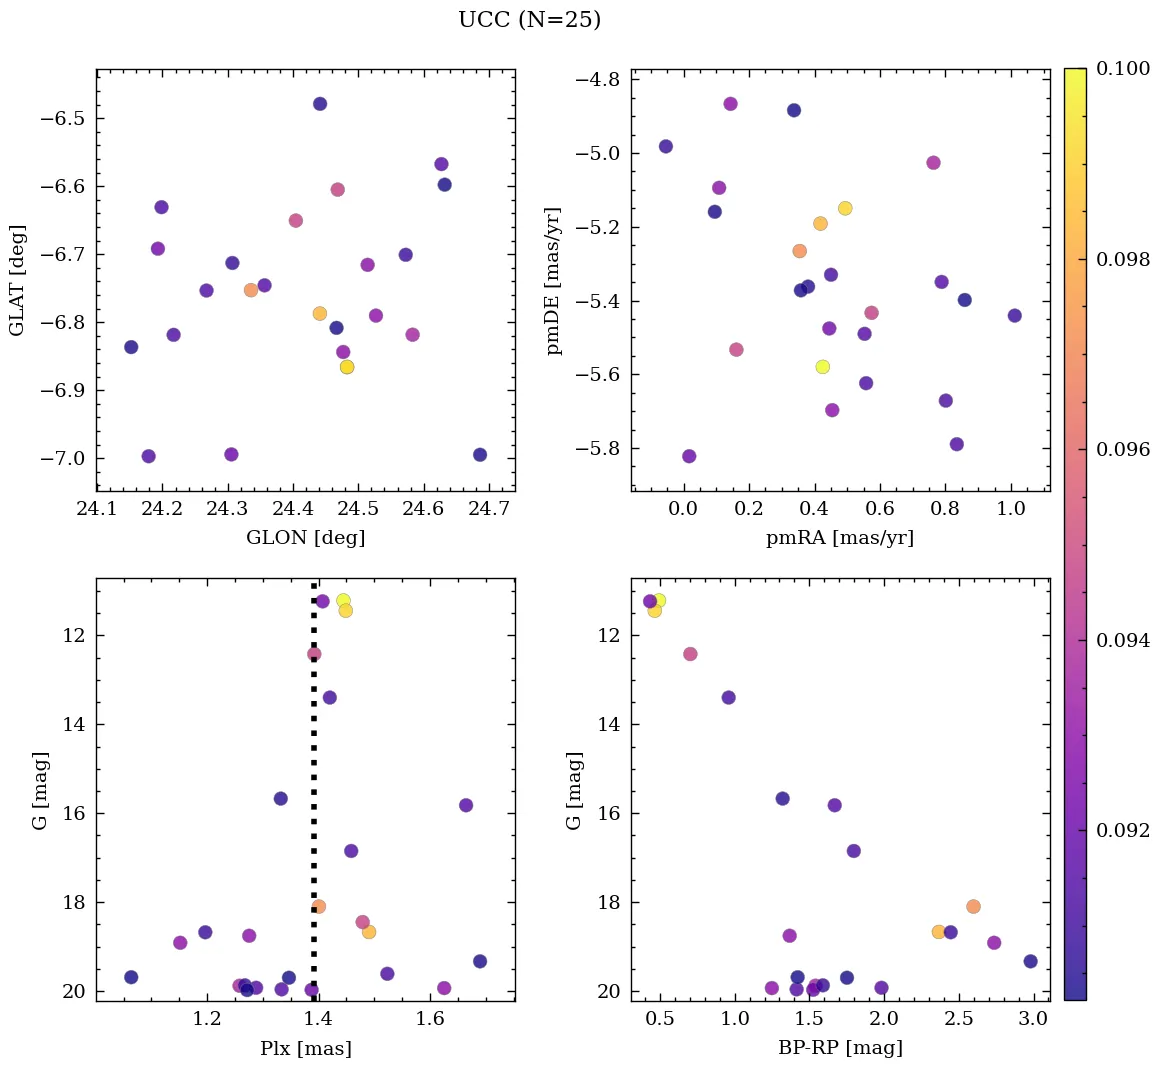 UCC (N=25)
−6.5
−6.6
−6.7
−6.8
−6.9
−7.0
GLAT [deg]
24.1 24.2 24.3 24.4 24.5 24.6 24.7
GLON [deg]
−4.8
−5.0
−5.2
−5.4
−5.6
−5.8
pmDE [mas/yr]
0.0 0.2 0.4 0.6 0.8 1.0
pmRA [mas/yr]
0.100
0.098
0.096
0.094
0.092
12
14
16
18
20
G [mag]
1.2 1.4 1.6
Plx [mas]
12
14
16
18
20
G [mag]
0.5 1.0 1.5 2.0 2.5 3.0
BP-RP [mag]